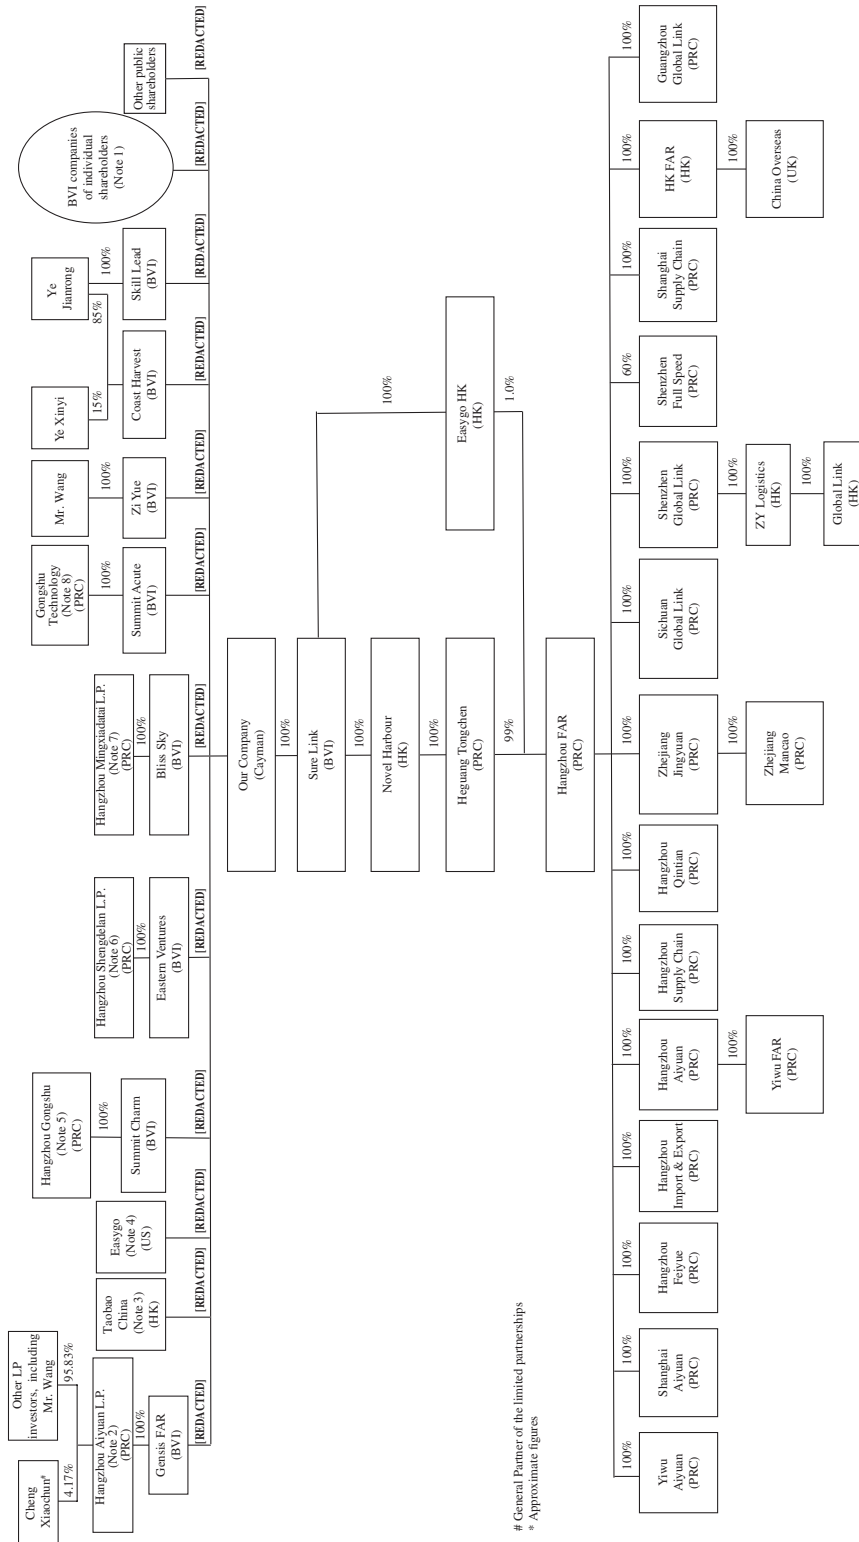 Cheng
Xiaochun#
Other LP
investors, including
Mr. Wang
4.17%
95.83%
Hangzhou Aiyuan L.P.
(Note 2)
(PRC)
100%
Gensis FAR
(BVI)
[REDACTED]
Taobao
China
(Note 3)
(HK)
[REDACTED]
Easygo
(Note 4)
(US)
[REDACTED]
Hangzhou Gongshu
(Note 5)
(PRC)
100%
Summit Charm
(BVI)
[REDACTED]
Hangzhou Shengdelan L.P.
(Note 6)
(PRC)
100%
Eastern Ventures
(BVI)
[REDACTED]
Hangzhou Mingxiadatai L.P.
(Note 7)
(PRC)
100%
Bliss Sky
(BVI)
[REDACTED]
Gongshu
Technology
(Note 8)
(PRC)
100%
Summit Acute
(BVI)
[REDACTED]
Mr. Wang
100%
Zi Yue
(BVI)
[REDACTED]
Ye Xinyi
Ye
Jianrong
15%
85%
100%
Coast Harvest
(BVI)
[REDACTED]
Skill Lead
(BVI)
[REDACTED]
BVI companies
of individual
shareholders
(Note 1)
[REDACTED]
Other public
shareholders
[REDACTED]
Our Company
(Cayman)
100%
Sure Link
(BVI)
100%
100%
Novel Harbour
(HK)
100%
Heguang Tongchen
(PRC)
Easygo HK
(HK)
99%
1.0%
Hangzhou FAR
(PRC)
# General Partner of the limited partnerships
* Approximate figures
100%
100%
100%
100%
100%
100%
100%
100%
100%
100%
60%
100%
100%
100%
Yiwu
Aiyuan
(PRC)
Shanghai
Aiyuan
(PRC)
Hangzhou
Feiyue
(PRC)
Hangzhou
Import & Export
(PRC)
Hangzhou
Aiyuan
(PRC)
Hangzhou
Supply Chain
(PRC)
Hangzhou
Qintian
(PRC)
Zhejiang
Jingyuan
(PRC)
Sichuan
Global Link
(PRC)
Shenzhen
Global Link
(PRC)
Shenzhen
Full Speed
(PRC)
Shanghai
Supply Chain
(PRC)
HK FAR
(HK)
Guangzhou
Global Link
(PRC)
100%
100%
100%
100%
Yiwu FAR
(PRC)
Zhejiang
Mancao
(PRC)
ZY Logistics
(HK)
China Overseas
(UK)
100%
Global Link
(HK)